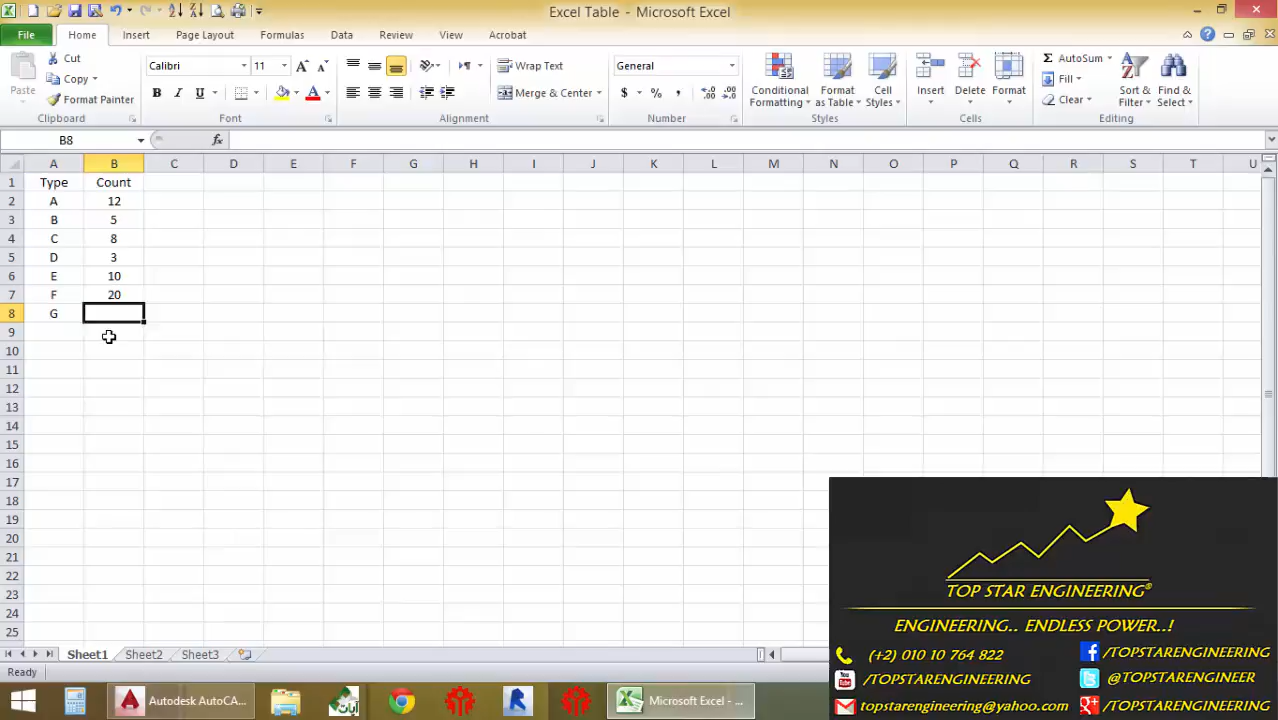 Excel Table - Microsoft Excel
File Home Insert Page Layout Formulas Data Review View Acrobat
Paste
Cut
Copy
Format Painter
Clipboard
Calibri 11
B I U
Font
Wrap Text
Merge & Center
Alignment
General
$ % ,
Number
Conditional Formatting
Format as Table
Cell Styles
Styles
Insert Delete Format
Cells
AutoSum
Fill
Clear
Sort & Filter
Find & Select
Editing
B8 fx
A B C D E F G H I J K L M N O P Q R S T U
1 Type Count
2 A 12
3 B 5
4 C 8
5 D 3
6 E 10
7 F 20
8 G
9
10
11
12
13
14
15
16
17
18
19
20
21
22
23
24
25
Sheet1 Sheet2 Sheet3
Ready
Autodesk AutoCA...
Microsoft Excel - ...
TOP STAR ENGINEERING®
ENGINEERING.. ENDLESS POWER..!
(+2) 010 10 764 822
/TOPSTARENGINEERING
/TOPSTARENGINEERING
@TOPSTARENGINEER
topstarengineering@yahoo.com
/TOPSTARENGINEERING